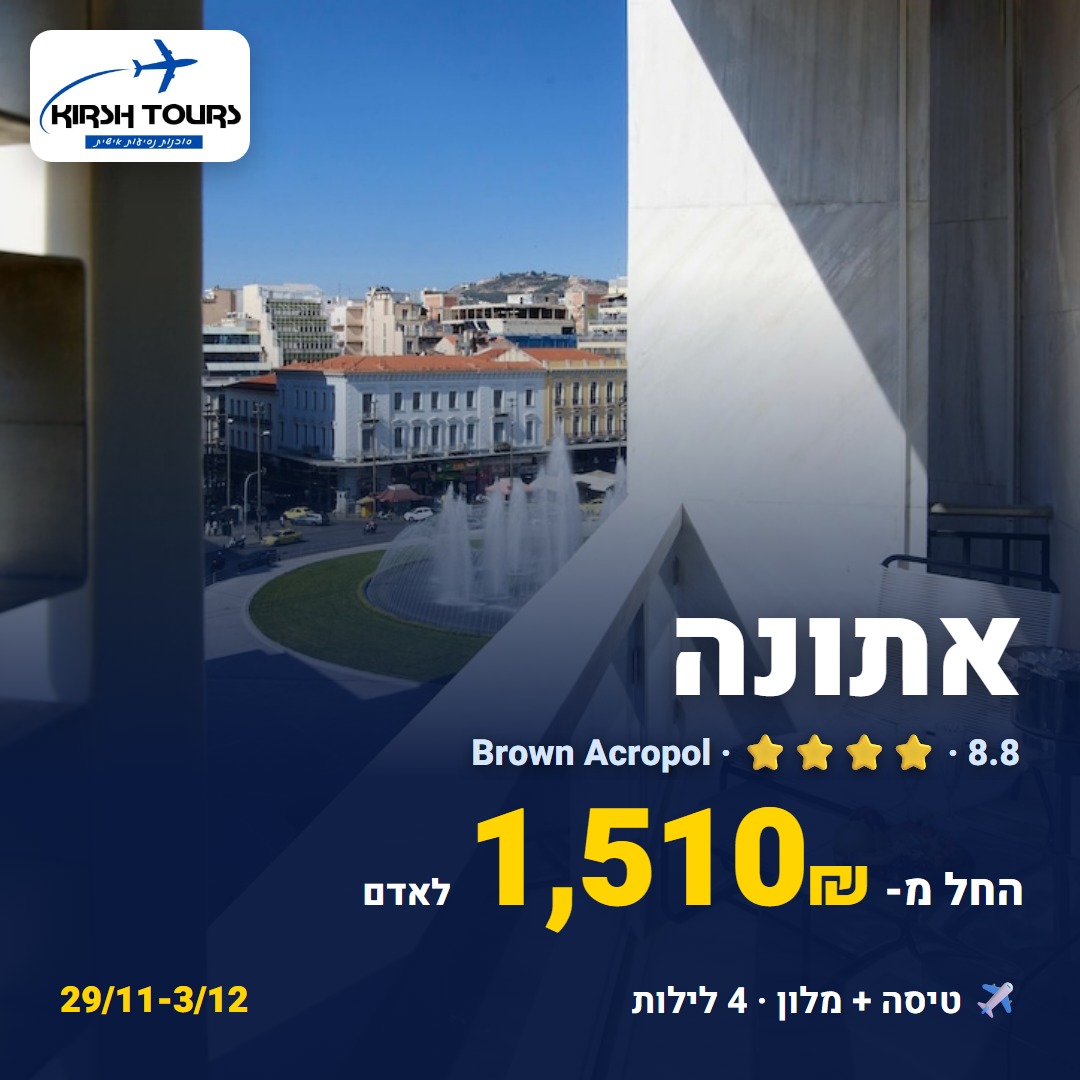 KIRSH TOURS
סוכנות נסיעות אישית
אתונה
8.8 · ⭐⭐⭐⭐ · Brown Acropol
החל מ- ₪1,510 לאדם
✈️ טיסה + מלון · 4 לילות
29/11-3/12